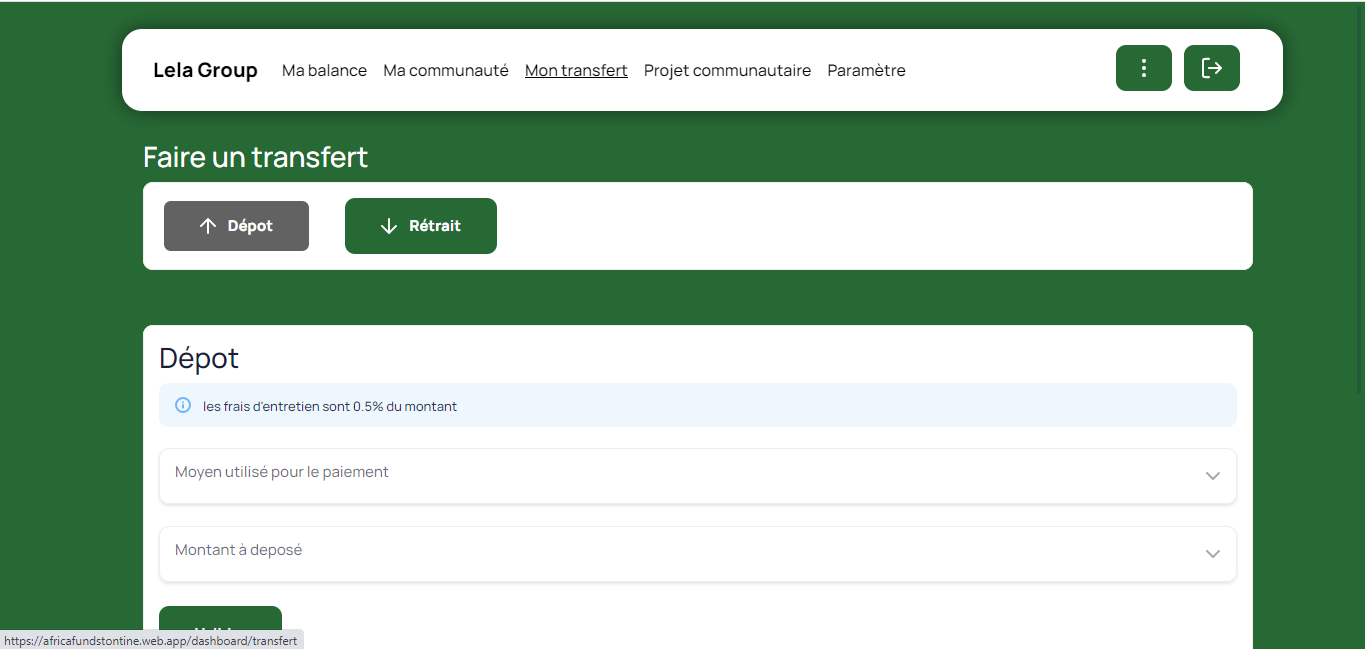 Lela Group Ma balance Ma communauté Mon transfert Projet communautaire Paramètre
Faire un transfert
Dépot Rétrait
Dépot
les frais d'entretien sont 0.5% du montant
Moyen utilisé pour le paiement
Montant à deposé
https://africafundstontine.web.app/dashboard/transfert